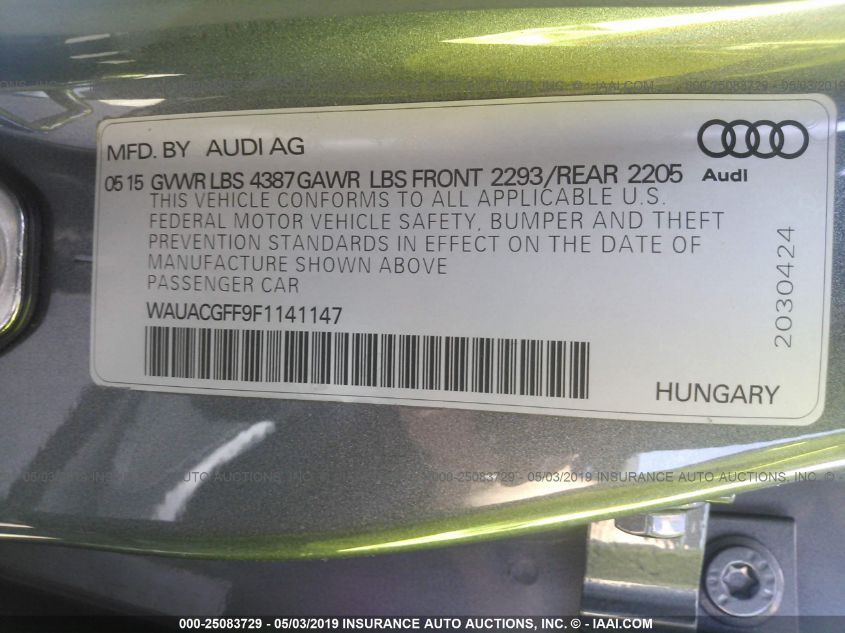 MFD. BY AUDI AG
Audi
05 15 GVWR LBS 4387 GAWR LBS FRONT 2293/REAR 2205
THIS VEHICLE CONFORMS TO ALL APPLICABLE U.S.
FEDERAL MOTOR VEHICLE SAFETY, BUMPER AND THEFT
PREVENTION STANDARDS IN EFFECT ON THE DATE OF
MANUFACTURE SHOWN ABOVE
PASSENGER CAR
WAUACGFF9F1141147
2030424
HUNGARY
000-25083729 - 05/03/2019 INSURANCE AUTO AUCTIONS, INC. - © IAAI.COM